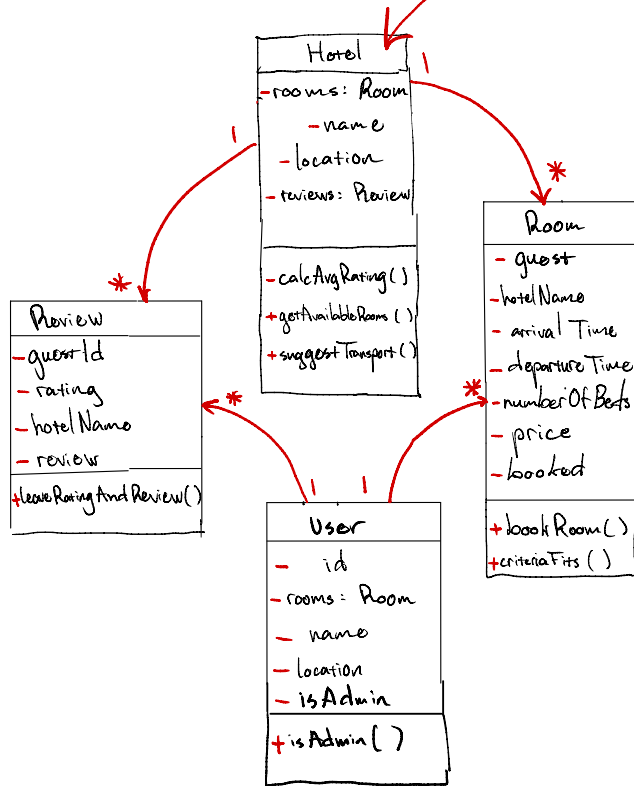 Hotel
1
-rooms: Room
-name
1
-location
-reviews: Review
*
Room
-guest
-hotelName
-arrivalTime
-departureTime
-numberOfBeds
-price
-booked
+bookRoom()
+criteriaFits()
-calcAvgRating()
+getAvailableRooms()
+suggestTransport()
*
Review
-guestId
-rating
-hotelName
-review
+leaveRatingAndReview()
*
*
1
1
User
- id
-rooms: Room
- name
-location
- isAdmin
+isAdmin()